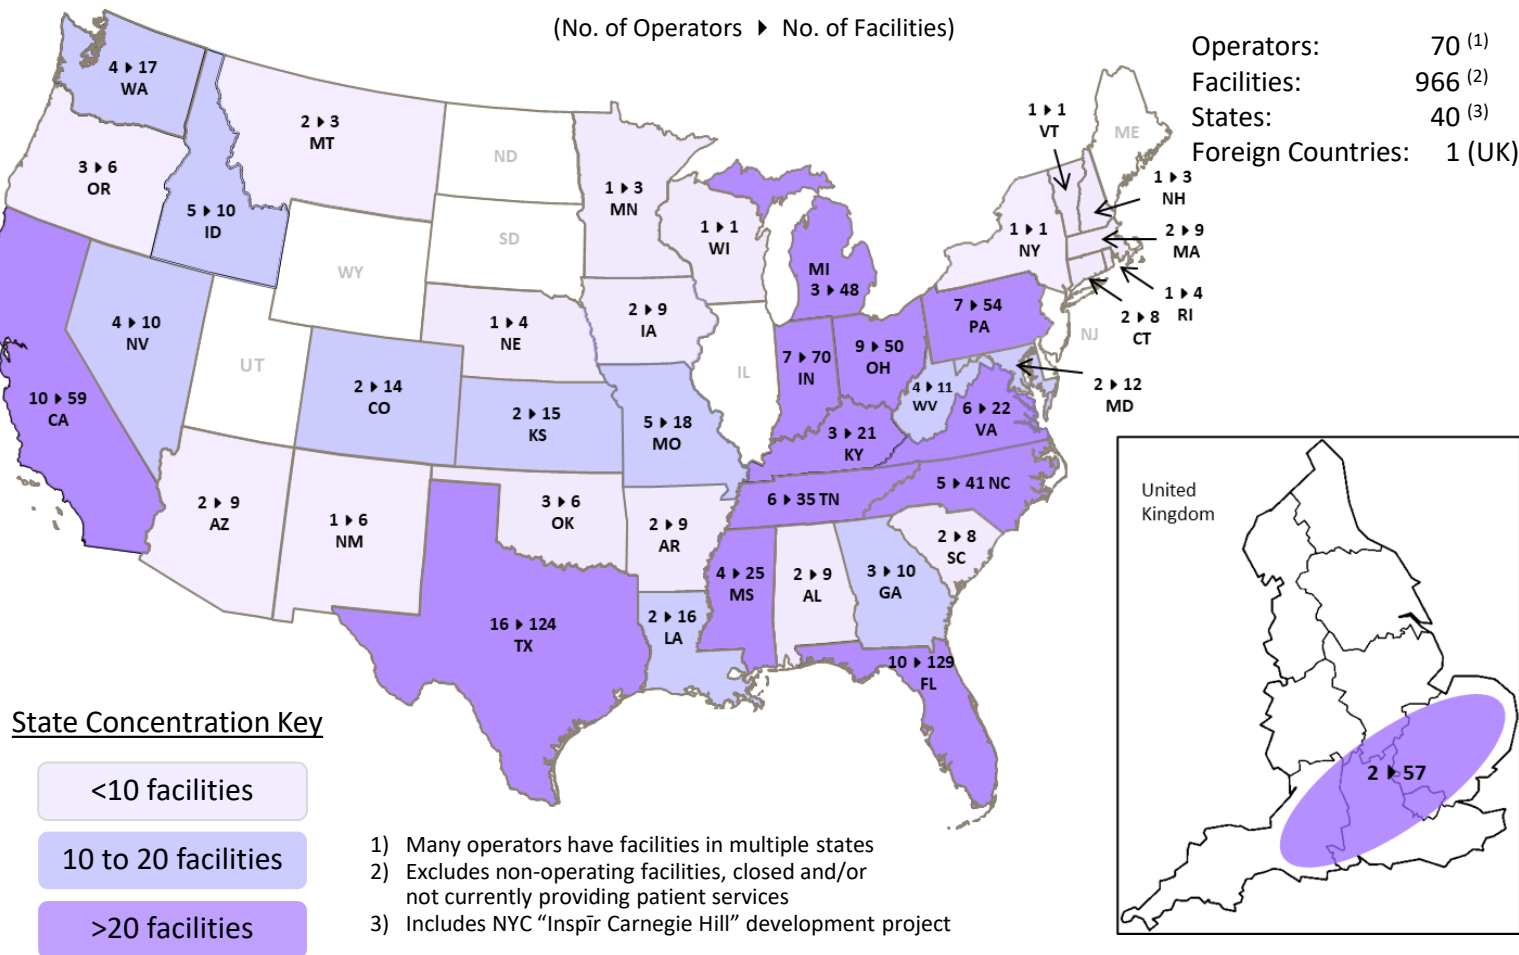 (No. of Operators ▶ No. of Facilities)
Operators: 70 (1)
Facilities: 966 (2)
States: 40 (3)
Foreign Countries: 1 (UK)
4 ▶ 17
WA
2 ▶ 3
MT
3 ▶ 6
OR
5 ▶ 10
ID
ND
SD
WY
1 ▶ 3
MN
1 ▶ 1
WI
MI
3 ▶ 48
1 ▶ 1
NY
1 ▶ 1
VT
ME
1 ▶ 3
NH
2 ▶ 9
MA
1 ▶ 4
RI
2 ▶ 8
CT
NJ
4 ▶ 10
NV
UT
10 ▶ 59
CA
2 ▶ 14
CO
1 ▶ 4
NE
2 ▶ 9
IA
IL
7 ▶ 70
IN
9 ▶ 50
OH
7 ▶ 54
PA
2 ▶ 12
MD
4 ▶ 11
WV
6 ▶ 22
VA
2 ▶ 15
KS
5 ▶ 18
MO
3 ▶ 21
KY
2 ▶ 9
AZ
1 ▶ 6
NM
3 ▶ 6
OK
2 ▶ 9
AR
6 ▶ 35 TN
5 ▶ 41 NC
2 ▶ 8
SC
16 ▶ 124
TX
2 ▶ 16
LA
4 ▶ 25
MS
2 ▶ 9
AL
3 ▶ 10
GA
10 ▶ 129
FL
United
Kingdom
2 ▶ 57
State Concentration Key
<10 facilities
10 to 20 facilities
>20 facilities
1) Many operators have facilities in multiple states
2) Excludes non-operating facilities, closed and/or
not currently providing patient services
3) Includes NYC “Inspīr Carnegie Hill” development project